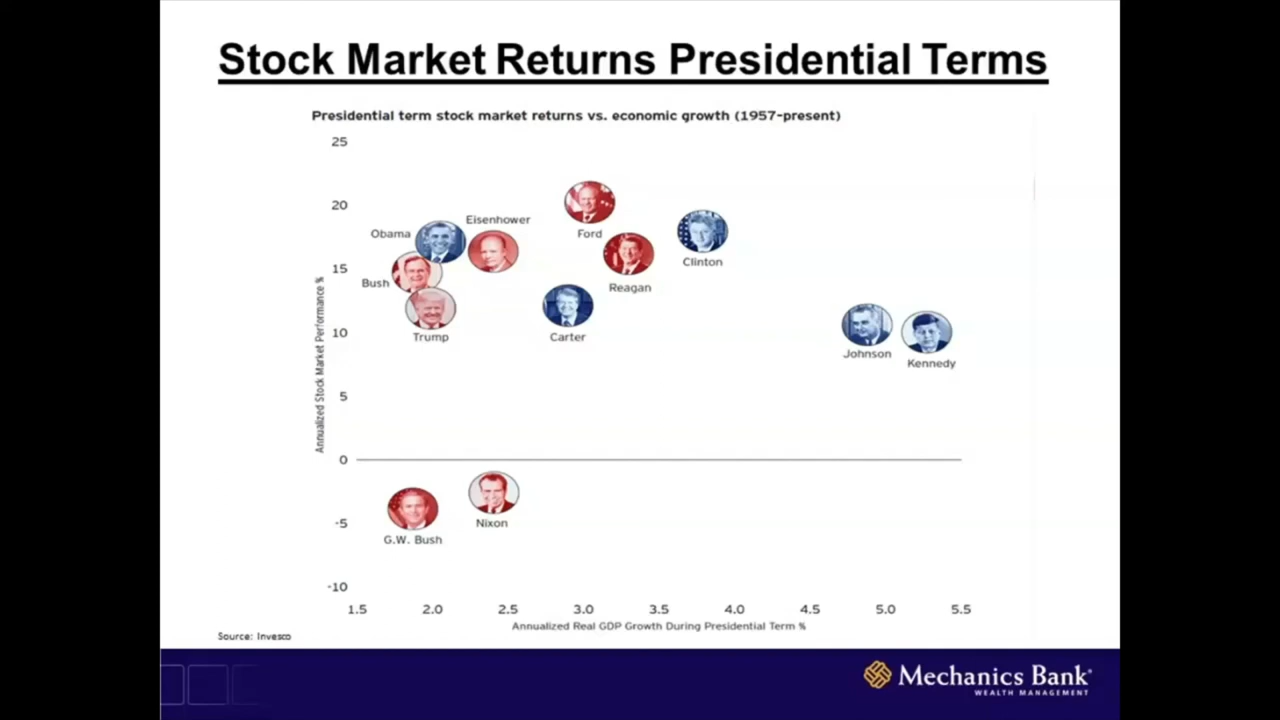 Stock Market Returns Presidential Terms
Presidential term stock market returns vs. economic growth (1957-present)
25
20
15
10
5
0
-5
-10
Annualized Stock Market Performance %
Eisenhower
Obama
Ford
Clinton
Bush
Reagan
Trump
Carter
Johnson
Kennedy
Nixon
G.W. Bush
1.5 2.0 2.5 3.0 3.5 4.0 4.5 5.0 5.5
Annualized Real GDP Growth During Presidential Term %
Source: Invesco
Mechanics Bank
WEALTH MANAGEMENT